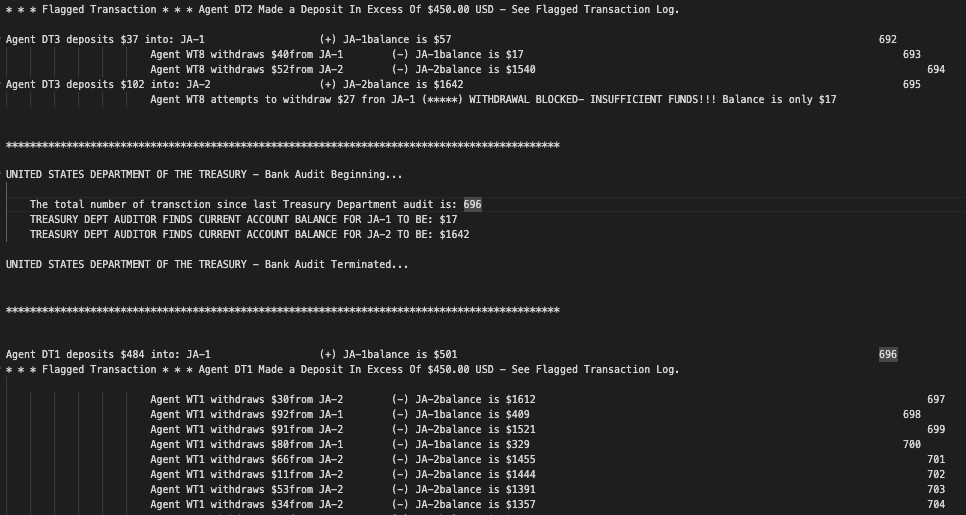 * * * Flagged Transaction * * * Agent DT2 Made a Deposit In Excess Of $450.00 USD - See Flagged Transaction Log.
Agent DT3 deposits $37 into: JA-1 (+) JA-1balance is $57 692
Agent WT8 withdraws $40from JA-1 (-) JA-1balance is $17 693
Agent WT8 withdraws $52from JA-2 (-) JA-2balance is $1540 694
Agent DT3 deposits $102 into: JA-2 (+) JA-2balance is $1642 695
Agent WT8 attempts to withdraw $27 fron JA-1 (*****) WITHDRAWAL BLOCKED- INSUFFICIENT FUNDS!!! Balance is only $17
********************************************************************************************
UNITED STATES DEPARTMENT OF THE TREASURY - Bank Audit Beginning...
The total number of transction since last Treasury Department audit is: 696
TREASURY DEPT AUDITOR FINDS CURRENT ACCOUNT BALANCE FOR JA-1 TO BE: $17
TREASURY DEPT AUDITOR FINDS CURRENT ACCOUNT BALANCE FOR JA-2 TO BE: $1642
UNITED STATES DEPARTMENT OF THE TREASURY - Bank Audit Terminated...
********************************************************************************************
Agent DT1 deposits $484 into: JA-1 (+) JA-1balance is $501 696
* * * Flagged Transaction * * * Agent DT1 Made a Deposit In Excess Of $450.00 USD - See Flagged Transaction Log.
Agent WT1 withdraws $30from JA-2 (-) JA-2balance is $1612 697
Agent WT1 withdraws $92from JA-1 (-) JA-1balance is $409 698
Agent WT1 withdraws $91from JA-2 (-) JA-2balance is $1521 699
Agent WT1 withdraws $80from JA-1 (-) JA-1balance is $329 700
Agent WT1 withdraws $66from JA-2 (-) JA-2balance is $1455 701
Agent WT1 withdraws $11from JA-2 (-) JA-2balance is $1444 702
Agent WT1 withdraws $53from JA-2 (-) JA-2balance is $1391 703
Agent WT1 withdraws $34from JA-2 (-) JA-2balance is $1357 704